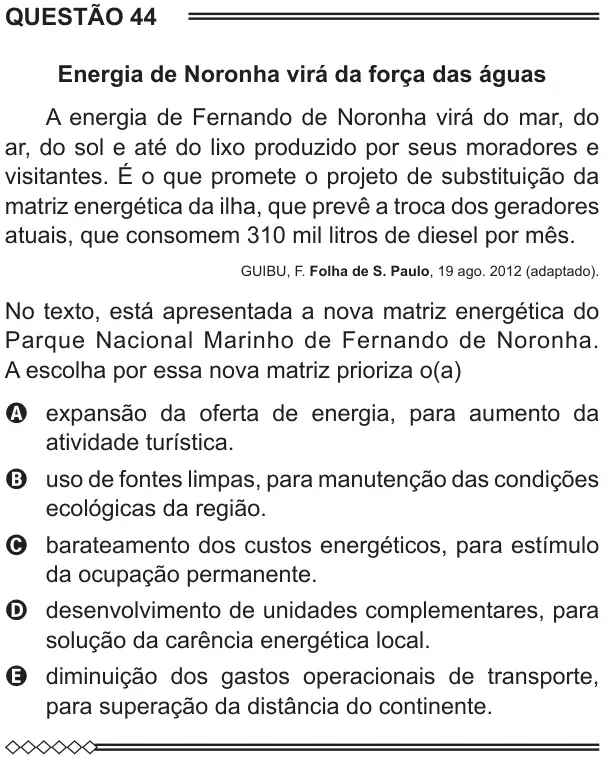 QUESTÃO 44
Energia de Noronha virá da força das águas
A energia de Fernando de Noronha virá do mar, do
ar, do sol e até do lixo produzido por seus moradores e
visitantes. É o que promete o projeto de substituição da
matriz energética da ilha, que prevê a troca dos geradores
atuais, que consomem 310 mil litros de diesel por mês.
GUIBU, F. Folha de S. Paulo, 19 ago. 2012 (adaptado).
No texto, está apresentada a nova matriz energética do
Parque Nacional Marinho de Fernando de Noronha.
A escolha por essa nova matriz prioriza o(a)
A expansão da oferta de energia, para aumento da
atividade turística.
B uso de fontes limpas, para manutenção das condições
ecológicas da região.
C barateamento dos custos energéticos, para estímulo
da ocupação permanente.
D desenvolvimento de unidades complementares, para
solução da carência energética local.
E diminuição dos gastos operacionais de transporte,
para superação da distância do continente.